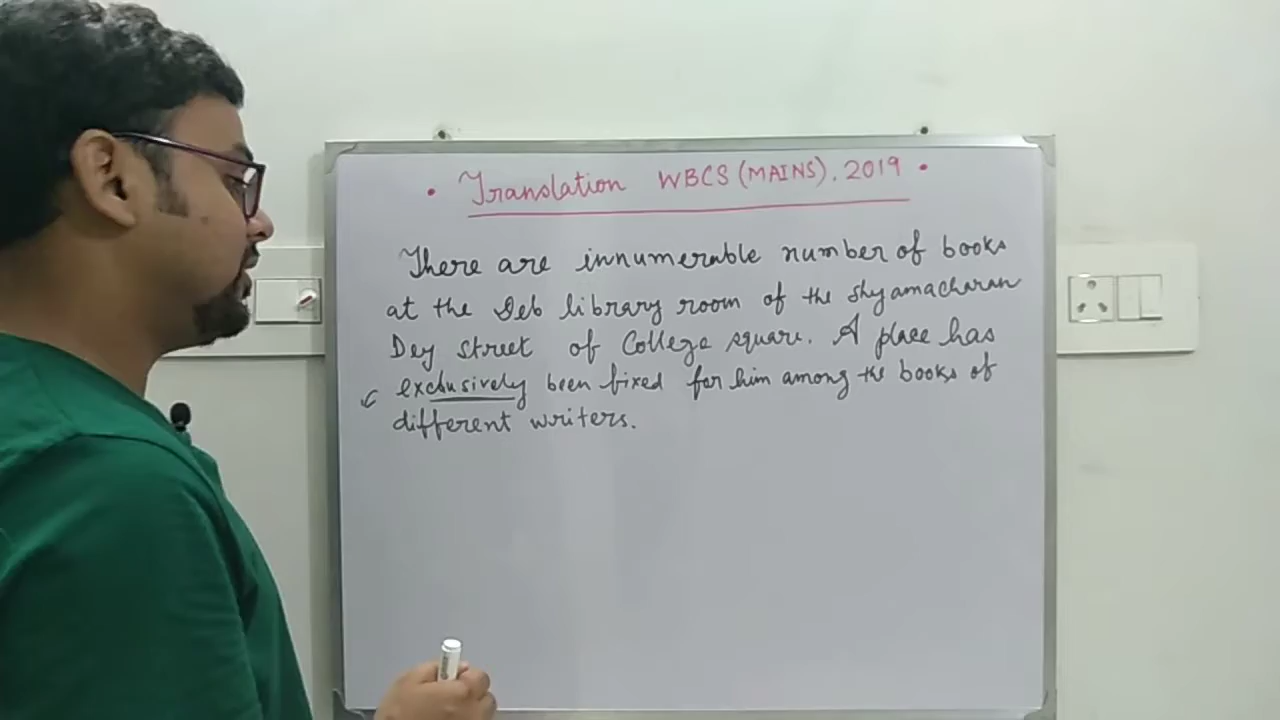 • Translation WBCS (MAINS). 2019 •
There are innumerable number of books
at the Deb library room of the shyamacharan
Dey street of College square. A place has
exclusively been fixed for him among the books of
different writers.